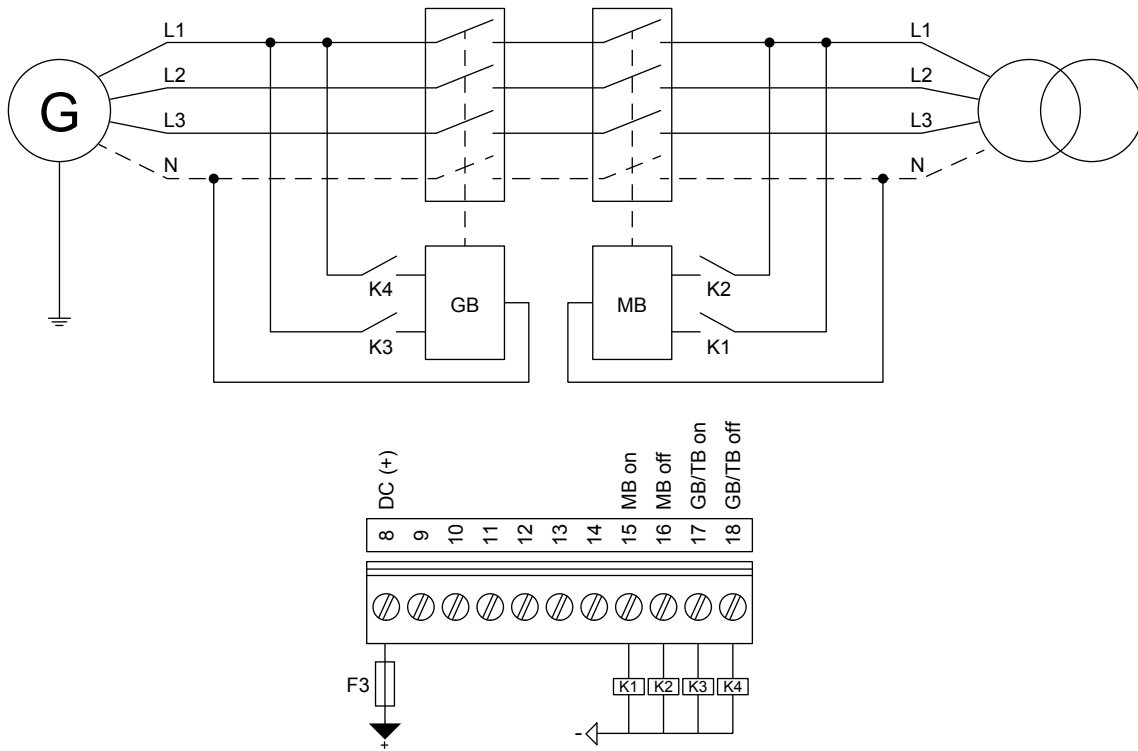 L1 L1
L2 L2
G
L3 L3
N N
K4 GB MB K2
K3 K1
DC (+) MB on MB off GB/TB on GB/TB off
8 9 10 11 12 13 14 15 16 17 18
F3 K1 K2 K3 K4
-
+